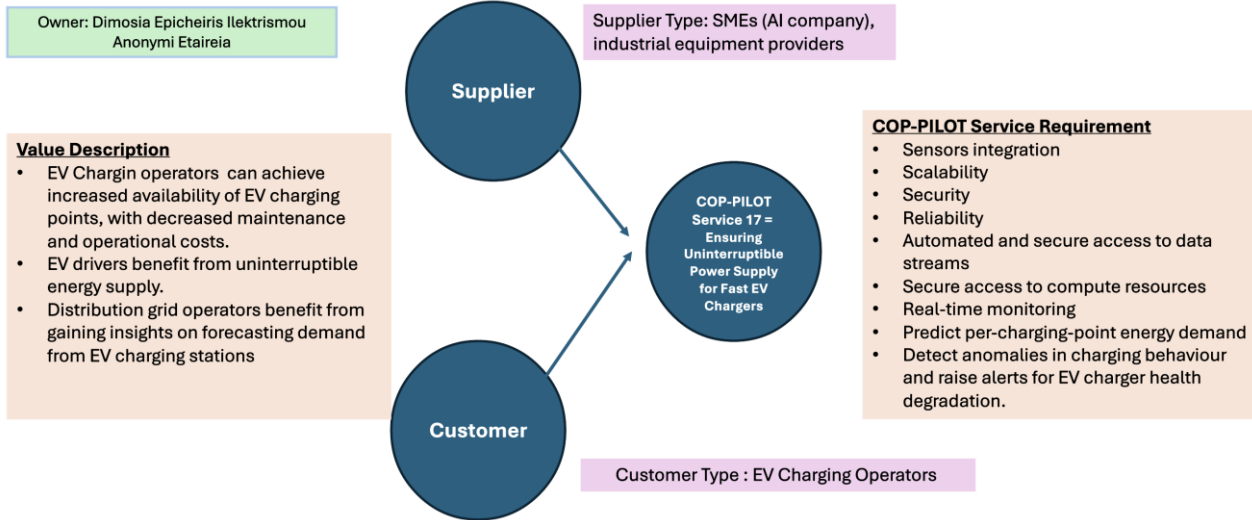 Owner: Dimosia Epicheiris Ilektrismou
Anonymi Etaireia
Supplier Type: SMEs (AI company),
industrial equipment providers
Supplier
Value Description
• EV Chargin operators can achieve
increased availability of EV charging
points, with decreased maintenance
and operational costs.
• EV drivers benefit from uninterruptible
energy supply.
• Distribution grid operators benefit from
gaining insights on forecasting demand
from EV charging stations
COP-PILOT
Service 17 =
Ensuring
Uninterruptible
Power Supply
for Fast EV
Chargers
COP-PILOT Service Requirement
• Sensors integration
• Scalability
• Security
• Reliability
• Automated and secure access to data
streams
• Secure access to compute resources
• Real-time monitoring
• Predict per-charging-point energy demand
• Detect anomalies in charging behaviour
and raise alerts for EV charger health
degradation.
Customer
Customer Type : EV Charging Operators